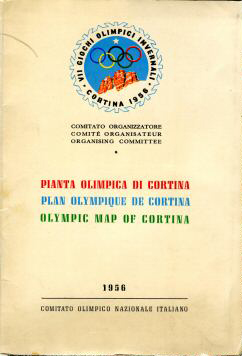 VII GIOCHI OLIMPICI INVERNALI
CORTINA 1956
COMITATO ORGANIZZATORE
COMITÉ ORGANISATEUR
ORGANISING COMMITTEE
PIANTA OLIMPICA DI CORTINA
PLAN OLYMPIQUE DE CORTINA
OLYMPIC MAP OF CORTINA
1956
COMITATO OLIMPICO NAZIONALE ITALIANO